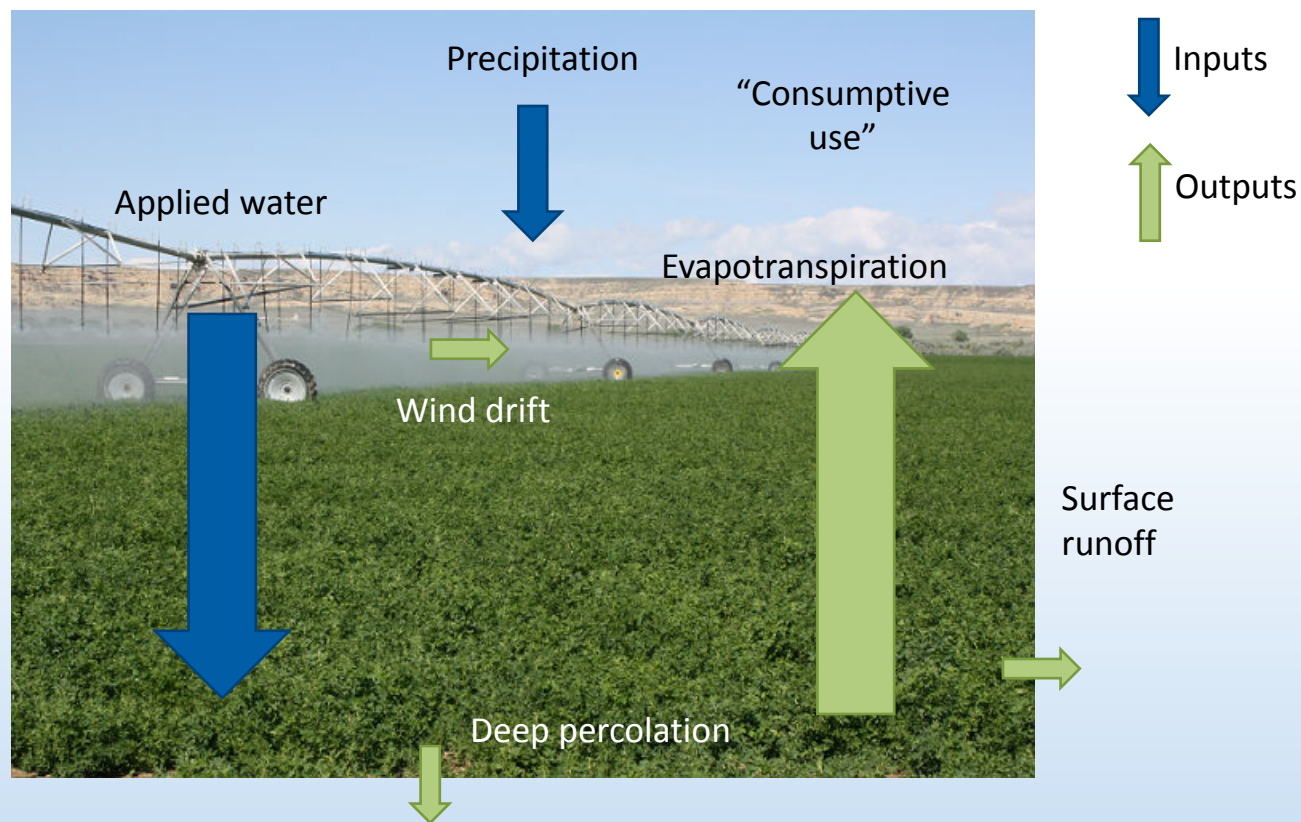 Precipitation
“Consumptive
use”
Inputs
Outputs
Applied water
Evapotranspiration
Wind drift
Surface
runoff
Deep percolation